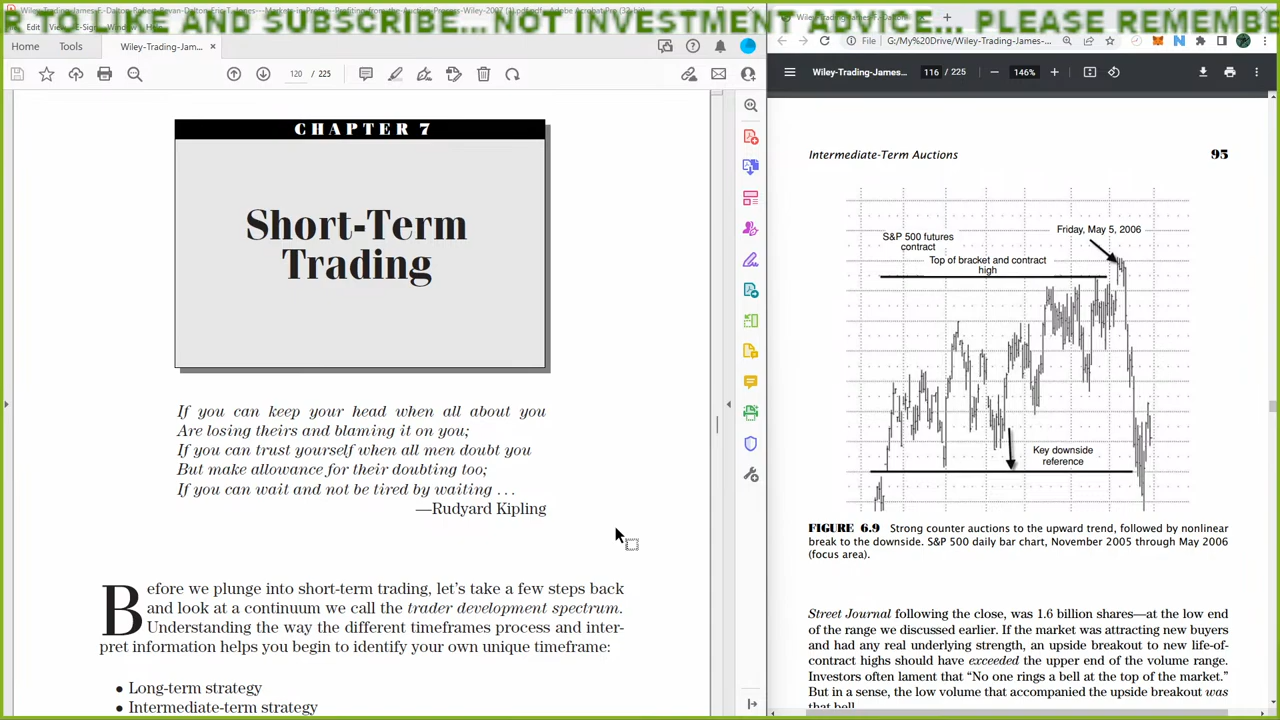 BE AND SUBSCRIBE... NOT INVESTMENT ADVICE... PLEASE REMEMBE
Home
Tools
Wiley-Trading-Jam...
120 / 225
CHAPTER 7
Short-Term
Trading
If you can keep your head when all about you
Are losing theirs and blaming it on you;
If you can trust yourself when all men doubt you
But make allowance for their doubting too;
If you can wait and not be tired by waiting ...
—Rudyard Kipling
Before we plunge into short-term trading, let's take a few steps back
and look at a continuum we call the trader development spectrum.
Understanding the way the different timeframes process and inter-
pret information helps you begin to identify your own unique timeframe:
• Long-term strategy
• Intermediate-term strategy
File G:/My%20Drive/Wiley-Trading-James-...
Wiley-Trading-James...
116 / 225
146%
Intermediate-Term Auctions 95
S&P 500 futures
contract
Friday, May 5, 2006
Top of bracket and contract
high
Key downside
reference
FIGURE 6.9 Strong counter auctions to the upward trend, followed by nonlinear
break to the downside. S&P 500 daily bar chart, November 2005 through May 2006
(focus area).
Street Journal following the close, was 1.6 billion shares—at the low end
of the range we discussed earlier. If the market was attracting new buyers
and had any real underlying strength, an upside breakout to new life-of-
contract highs should have exceeded the upper end of the volume range.
Investors often lament that "No one rings a bell at the top of the market."
But in a sense, the low volume that accompanied the upside breakout was
that bell.